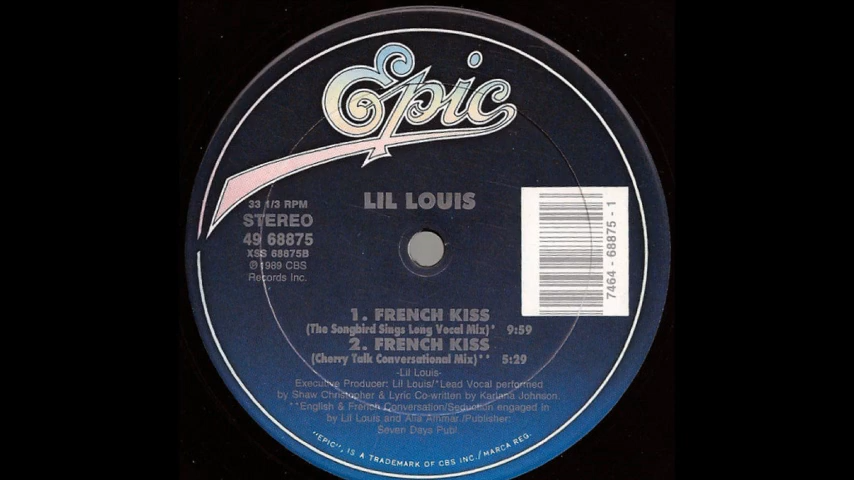 Epic
LIL LOUIS
33 1/3 RPM
STEREO
49 68875
XSS 68875B
℗ 1989 CBS
Records Inc.
7464 - 68875 - 1
1. FRENCH KISS
(The Songbird Sings Long Vocal Mix)* 9:59
2. FRENCH KISS
(Cherry Talk Conversational Mix)** 5:29
-Lil Louis-
Executive Producer: Lil Louis/*Lead Vocal performed
by Shaw Christopher & Lyric Co-written by Karlana Johnson.
**English & French Conversation/Seduction engaged in
by Lil Louis and Alia Ammar./Publisher:
Seven Days Publ.
"EPIC", IS A TRADEMARK OF CBS INC./MARCA REG.